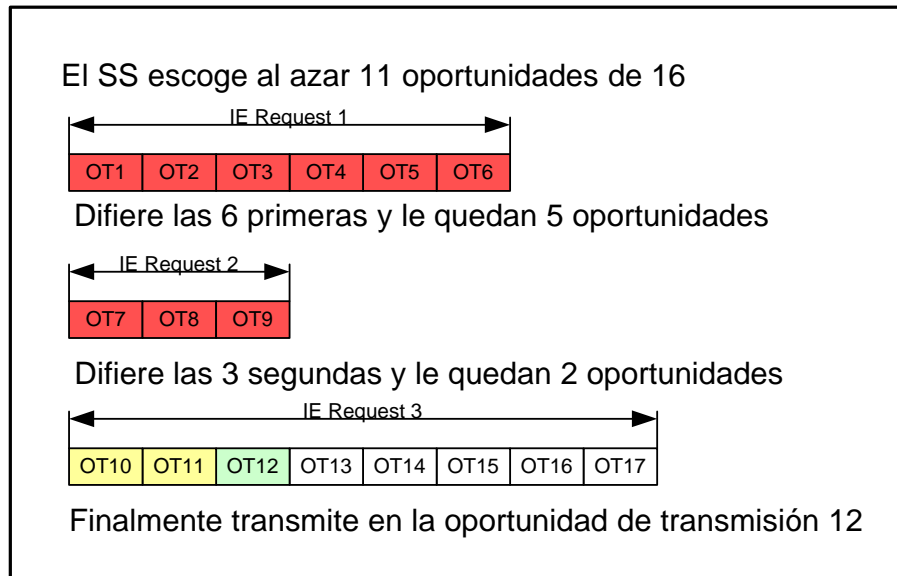 El SS escoge al azar 11 oportunidades de 16
IE Request 1
OT1 OT2 OT3 OT4 OT5 OT6
Difiere las 6 primeras y le quedan 5 oportunidades
IE Request 2
OT7 OT8 OT9
Difiere las 3 segundas y le quedan 2 oportunidades
IE Request 3
OT10 OT11 OT12 OT13 OT14 OT15 OT16 OT17
Finalmente transmite en la oportunidad de transmisión 12